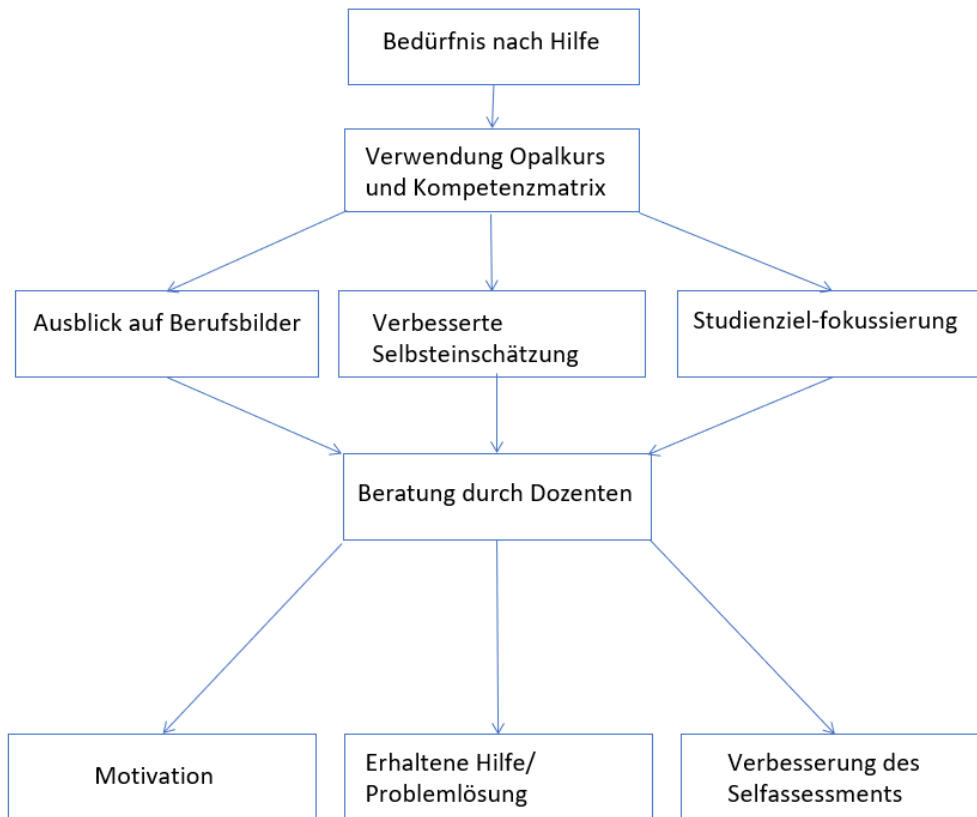 Bedürfnis nach Hilfe
Verwendung Opalkurs
und Kompetenzmatrix
Ausblick auf Berufsbilder
Verbesserte
Selbsteinschätzung
Studienziel-fokussierung
Beratung durch Dozenten
Motivation
Erhaltene Hilfe/
Problemlösung
Verbesserung des
Selfassessments